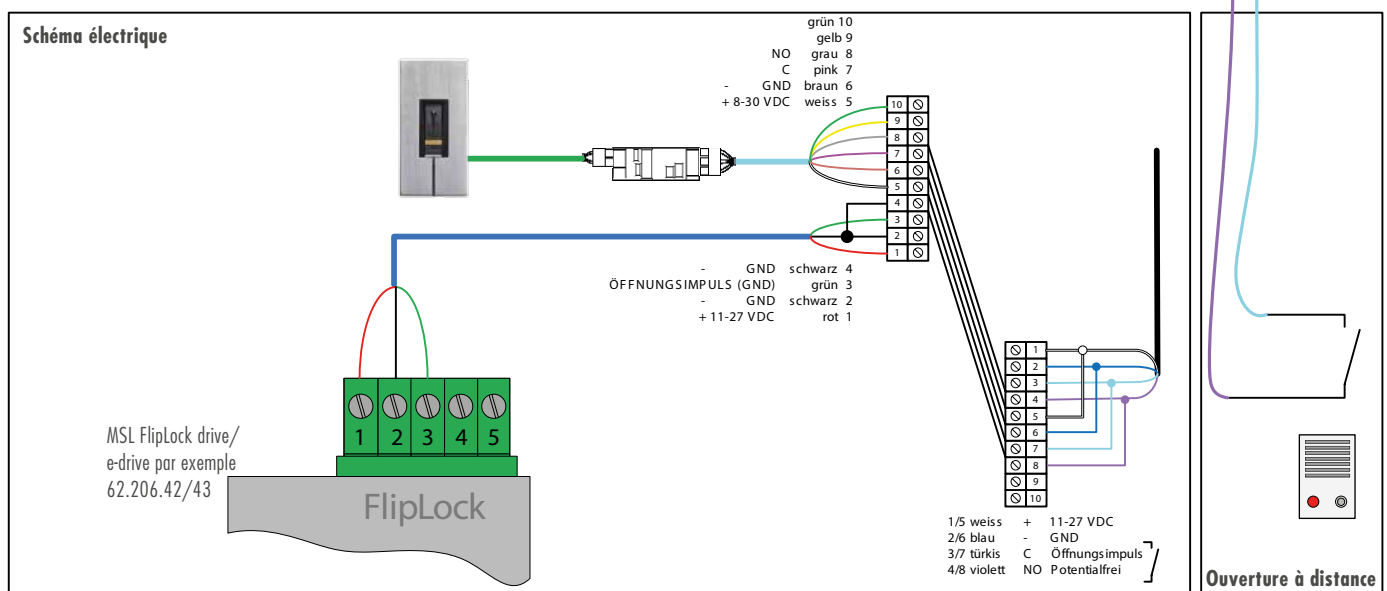 Schéma électrique
grün 10
gelb 9
NO grau 8
C pink 7
- GND braun 6
+ 8-30 VDC weiss 5
10
9
8
7
6
5
4
3
2
1
- GND schwarz 4
ÖFFNUNGSIMPULS (GND) grün 3
- GND schwarz 2
+ 11-27 VDC rot 1
1
2
3
4
5
6
7
8
9
10
1 2 3 4 5
MSL FlipLock drive/
e-drive par exemple
62.206.42/43
FlipLock
1/5 weiss + 11-27 VDC
2/6 blau - GND
3/7 türkis C Öffnungsimpuls
4/8 violett NO Potentialfrei
Ouverture à distance